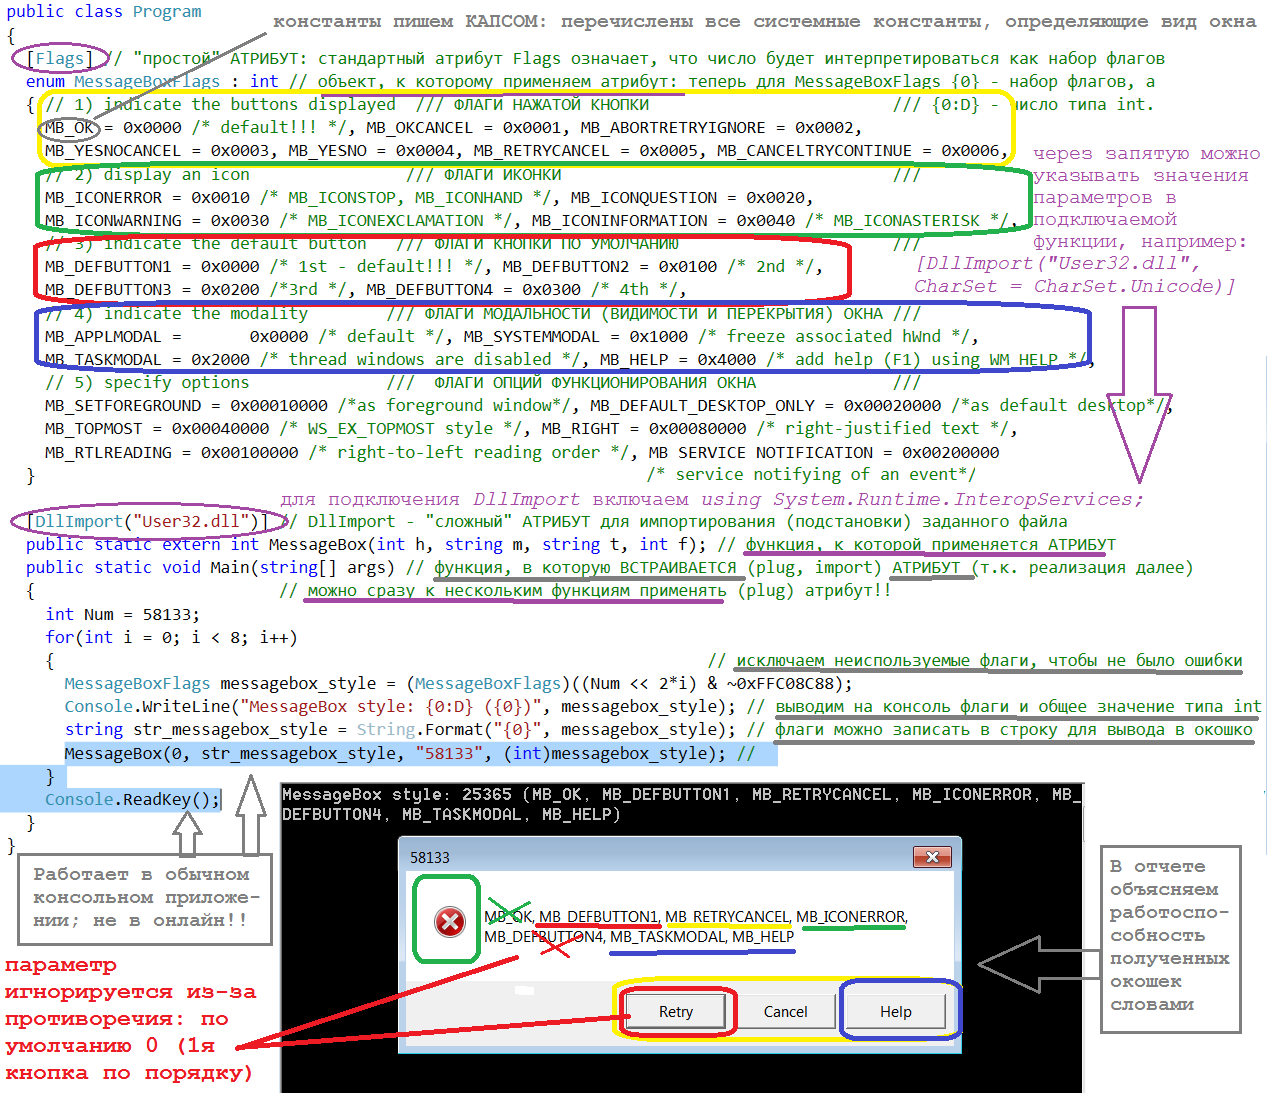 public class Program
константы пишем КАПСОМ: перечислены все системные константы, определяющие вид окна
{
[Flags] // "простой" АТРИБУТ: стандартный атрибут Flags означает, что число будет интерпретироваться как набор флагов
enum MessageBoxFlags : int // объект, к которому применяем атрибут: теперь для MessageBoxFlags {0} - набор флагов, а
{ // 1) indicate the buttons displayed /// ФЛАГИ НАЖАТОЙ КНОПКИ /// {0:D} - число типа int.
MB_OK = 0x0000 /* default!!! */, MB_OKCANCEL = 0x0001, MB_ABORTRETRYIGNORE = 0x0002,
MB_YESNOCANCEL = 0x0003, MB_YESNO = 0x0004, MB_RETRYCANCEL = 0x0005, MB_CANCELTRYCONTINUE = 0x0006,
// 2) display an icon /// ФЛАГИ ИКОНКИ ///
MB_ICONERROR = 0x0010 /* MB_ICONSTOP, MB_ICONHAND */, MB_ICONQUESTION = 0x0020,
MB_ICONWARNING = 0x0030 /* MB_ICONEXCLAMATION */, MB_ICONINFORMATION = 0x0040 /* MB_ICONASTERISK */,
// 3) indicate the default button /// ФЛАГИ КНОПКИ ПО УМОЛЧАНИЮ ///
MB_DEFBUTTON1 = 0x0000 /* 1st - default!!! */, MB_DEFBUTTON2 = 0x0100 /* 2nd */,
MB_DEFBUTTON3 = 0x0200 /*3rd */, MB_DEFBUTTON4 = 0x0300 /* 4th */,
// 4) indicate the modality /// ФЛАГИ МОДАЛЬНОСТИ (ВИДИМОСТИ И ПЕРЕКРЫТИЯ) ОКНА ///
MB_APPLMODAL = 0x0000 /* default */, MB_SYSTEMMODAL = 0x1000 /* freeze associated hWnd */,
MB_TASKMODAL = 0x2000 /* thread windows are disabled */, MB_HELP = 0x4000 /* add help (F1) using WM_HELP */,
// 5) specify options /// ФЛАГИ ОПЦИЙ ФУНКЦИОНИРОВАНИЯ ОКНА ///
MB_SETFOREGROUND = 0x00010000 /*as foreground window*/, MB_DEFAULT_DESKTOP_ONLY = 0x00020000 /*as default desktop*/,
MB_TOPMOST = 0x00040000 /* WS_EX_TOPMOST style */, MB_RIGHT = 0x00080000 /* right-justified text */,
MB_RTLREADING = 0x00100000 /* right-to-left reading order */, MB_SERVICE_NOTIFICATION = 0x00200000
} /* service notifying of an event*/
через запятую можно
указывать значения
параметров в
подключаемой
функции, например:
[DllImport("User32.dll",
CharSet = CharSet.Unicode)]
для подключения DllImport включаем using System.Runtime.InteropServices;
[DllImport("User32.dll")] // DllImport - "сложный" АТРИБУТ для импортирования (подстановки) заданного файла
public static extern int MessageBox(int h, string m, string t, int f); // функция, к которой применяется АТРИБУТ
public static void Main(string[] args) // функция, в которую ВСТРАИВАЕТСЯ (plug, import) АТРИБУТ (т.к. реализация далее)
{ // можно сразу к нескольким функциям применять (plug) атрибут!!
int Num = 58133;
for(int i = 0; i < 8; i++)
{ // исключаем неиспользуемые флаги, чтобы не было ошибки
MessageBoxFlags messagebox_style = (MessageBoxFlags)((Num << 2*i) & ~0xFFC08C88);
Console.WriteLine("MessageBox style: {0:D} ({0})", messagebox_style); // выводим на консоль флаги и общее значение типа int
string str_messagebox_style = String.Format("{0}", messagebox_style); // флаги можно записать в строку для вывода в окошко
MessageBox(0, str_messagebox_style, "58133", (int)messagebox_style); //
}
Console.ReadKey();
}
}
Работает в обычном
консольном приложе-
нии; не в онлайн!!
параметр
игнорируется из-за
противоречия: по
умолчанию 0 (1я
кнопка по порядку)
MessageBox style: 25365 (MB_OK, MB_DEFBUTTON1, MB_RETRYCANCEL, MB_ICONERROR, MB_
DEFBUTTON4, MB_TASKMODAL, MB_HELP)
58133
MB_OK, MB_DEFBUTTON1, MB_RETRYCANCEL, MB_ICONERROR,
MB_DEFBUTTON4, MB_TASKMODAL, MB_HELP
Retry Cancel Help
В отчете
объясняем
работоспо-
собность
полученных
окошек
словами